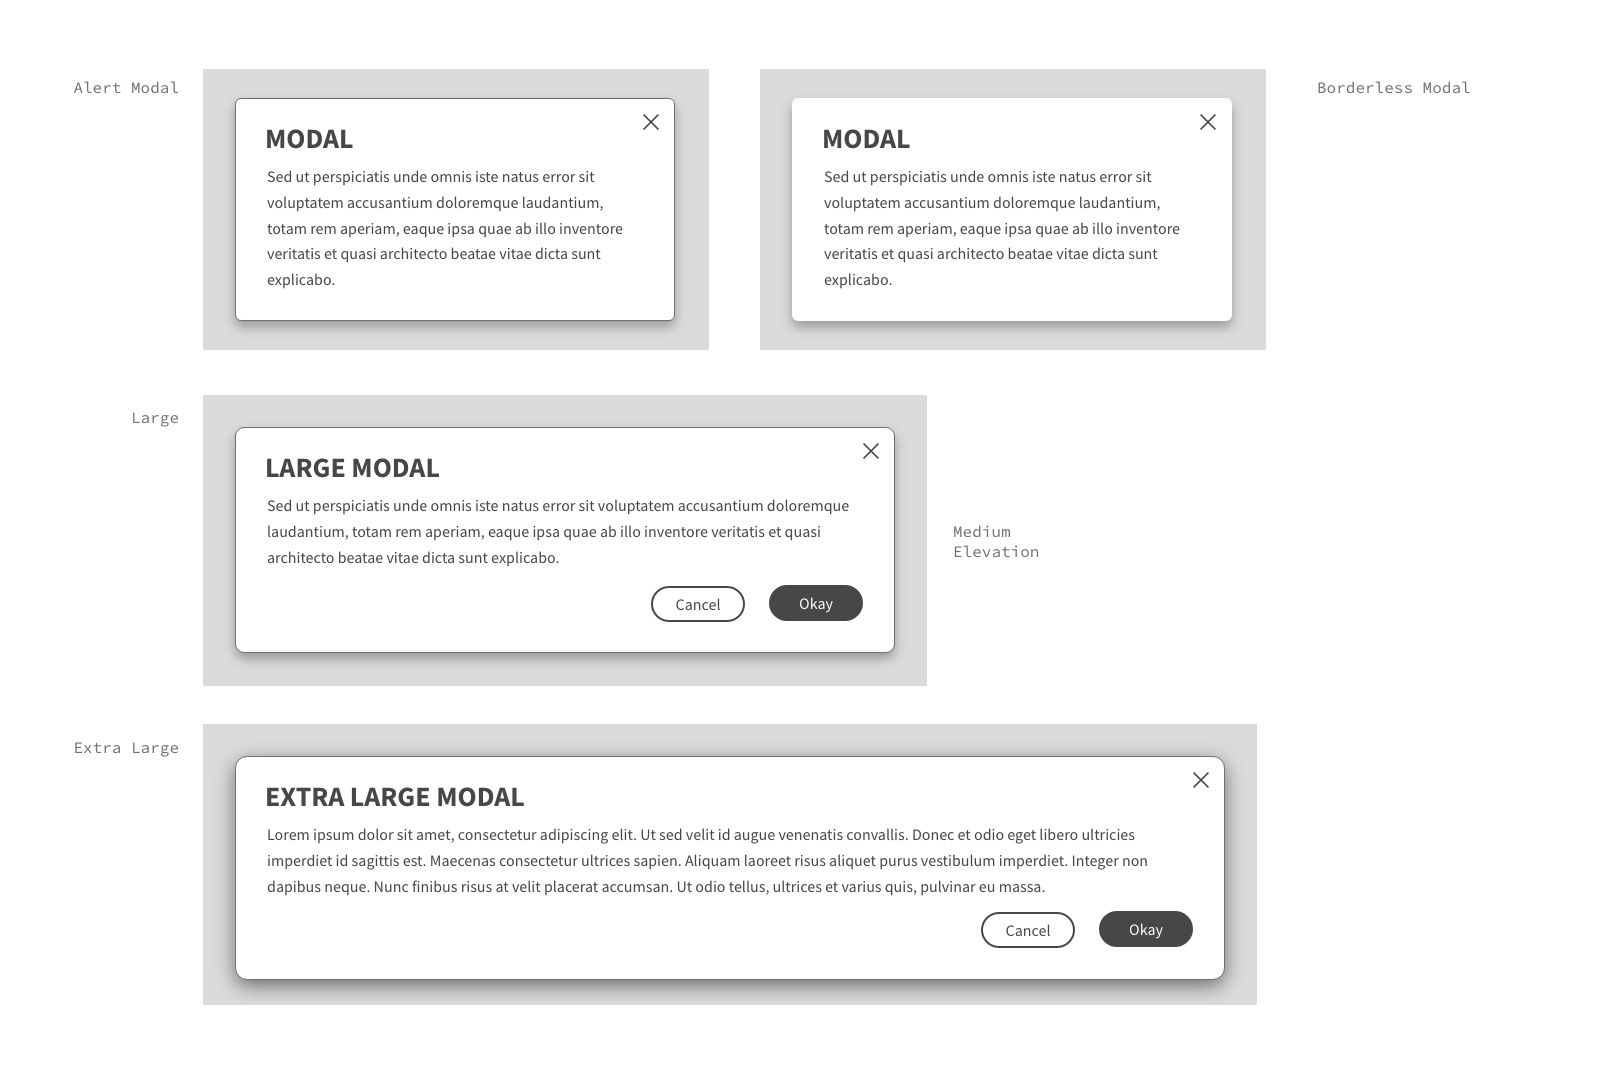 Alert Modal
MODAL
Sed ut perspiciatis unde omnis iste natus error sit
voluptatem accusantium doloremque laudantium,
totam rem aperiam, eaque ipsa quae ab illo inventore
veritatis et quasi architecto beatae vitae dicta sunt
explicabo.
MODAL
Sed ut perspiciatis unde omnis iste natus error sit
voluptatem accusantium doloremque laudantium,
totam rem aperiam, eaque ipsa quae ab illo inventore
veritatis et quasi architecto beatae vitae dicta sunt
explicabo.
Borderless Modal
Large
LARGE MODAL
Sed ut perspiciatis unde omnis iste natus error sit voluptatem accusantium doloremque
laudantium, totam rem aperiam, eaque ipsa quae ab illo inventore veritatis et quasi
architecto beatae vitae dicta sunt explicabo.
Cancel
Okay
Medium
Elevation
Extra Large
EXTRA LARGE MODAL
Lorem ipsum dolor sit amet, consectetur adipiscing elit. Ut sed velit id augue venenatis convallis. Donec et odio eget libero ultricies
imperdiet id sagittis est. Maecenas consectetur ultrices sapien. Aliquam laoreet risus aliquet purus vestibulum imperdiet. Integer non
dapibus neque. Nunc finibus risus at velit placerat accumsan. Ut odio tellus, ultrices et varius quis, pulvinar eu massa.
Cancel
Okay